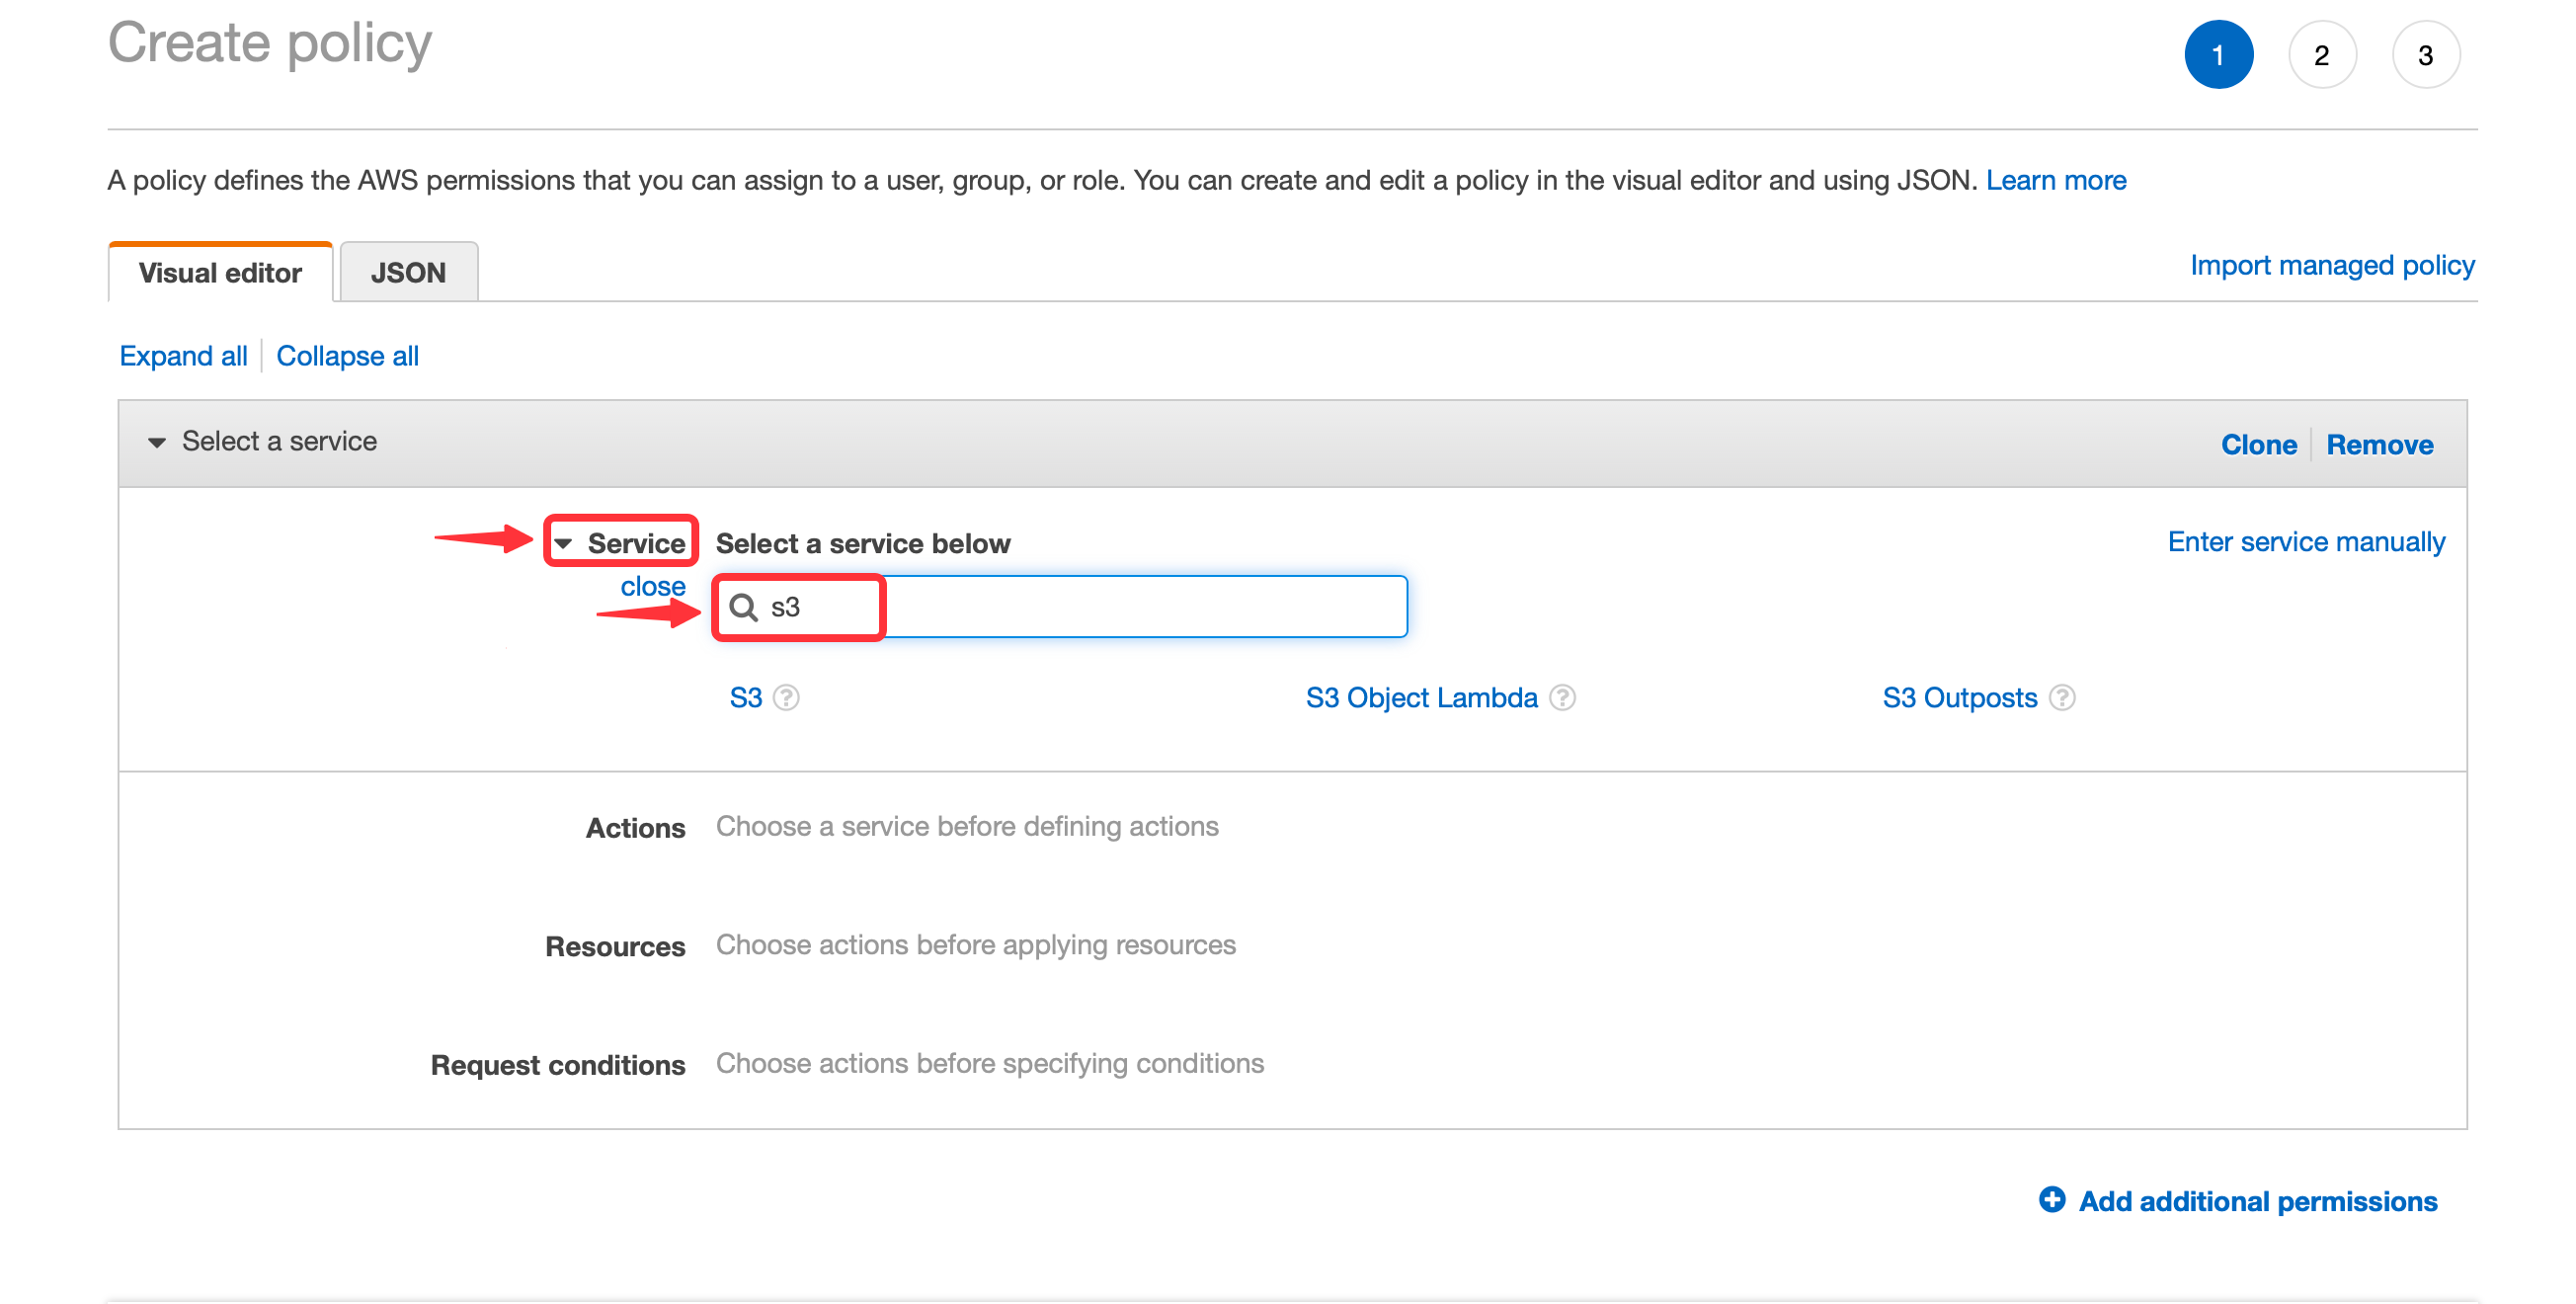 Create policy
1 2 3
A policy defines the AWS permissions that you can assign to a user, group, or role. You can create and edit a policy in the visual editor and using JSON. Learn more
Visual editor JSON Import managed policy
Expand all Collapse all
Select a service Clone Remove
Service Select a service below Enter service manually
close
s3
S3 ? S3 Object Lambda ? S3 Outposts ?
Actions Choose a service before defining actions
Resources Choose actions before applying resources
Request conditions Choose actions before specifying conditions
Add additional permissions